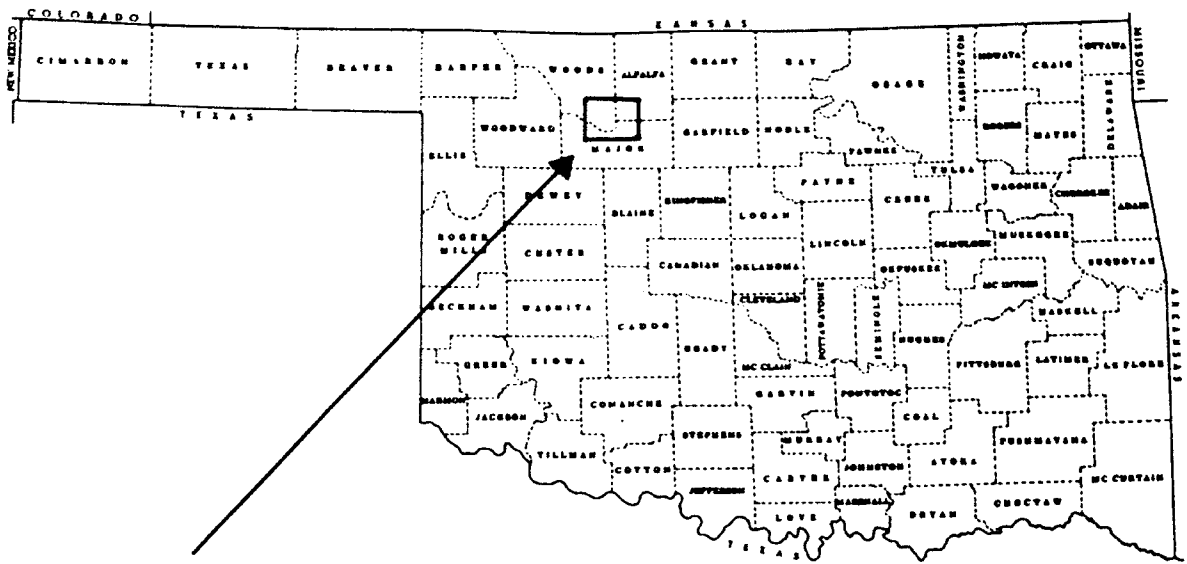 COLORADO
KANSAS
NEW MEXICO
MISSOURI
CIMARRON
TEXAS
BEAVER
HARPER
WOODS
ALFALFA
GRANT
KAY
OSAGE
WASHINGTON
NOWATA
CRAIG
OTTAWA
TEXAS
ELLIS
WOODWARD
MAJOR
GARFIELD
NOBLE
PAWNEE
ROGERS
MAYES
DELAWARE
TULSA
DEWEY
BLAINE
KINGFISHER
LOGAN
PAYNE
CREEK
WAGONER
CHEROKEE
ADAIR
ROGER
MILLS
CUSTER
CANADIAN
OKLAHOMA
LINCOLN
OKMULGEE
MUSKOGEE
OKFUSKEE
MC INTOSH
SEQUOYAH
BECKHAM
WASHITA
CADDO
GRADY
CLEVELAND
POTTAWATOMIE
SEMINOLE
HUGHES
HASKELL
ARKANSAS
GREER
KIOWA
MC CLAIN
PITTSBURG
LATIMER
LE FLORE
HARMON
JACKSON
COMANCHE
GARVIN
PONTOTOC
COAL
TILLMAN
COTTON
STEPHENS
MURRAY
JOHNSTON
ATOKA
PUSHMATAHA
MC CURTAIN
JEFFERSON
CARTER
MARSHALL
LOVE
BRYAN
CHOCTAW
TEXAS